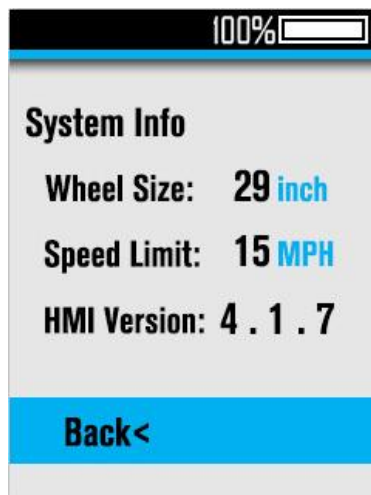 100%
System Info
Wheel Size: 29 inch
Speed Limit: 15 MPH
HMI Version: 4 . 1 . 7
Back<